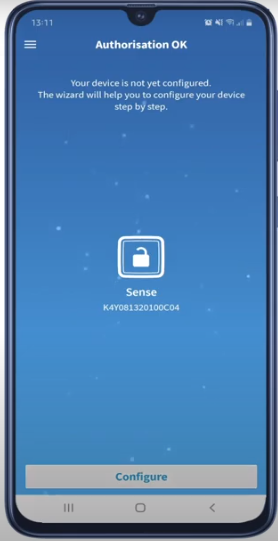 13:11
Authorisation OK
Your device is not yet configured.
The wizard will help you to configure your device
step by step.
Sense
K4Y081320100C04
Configure